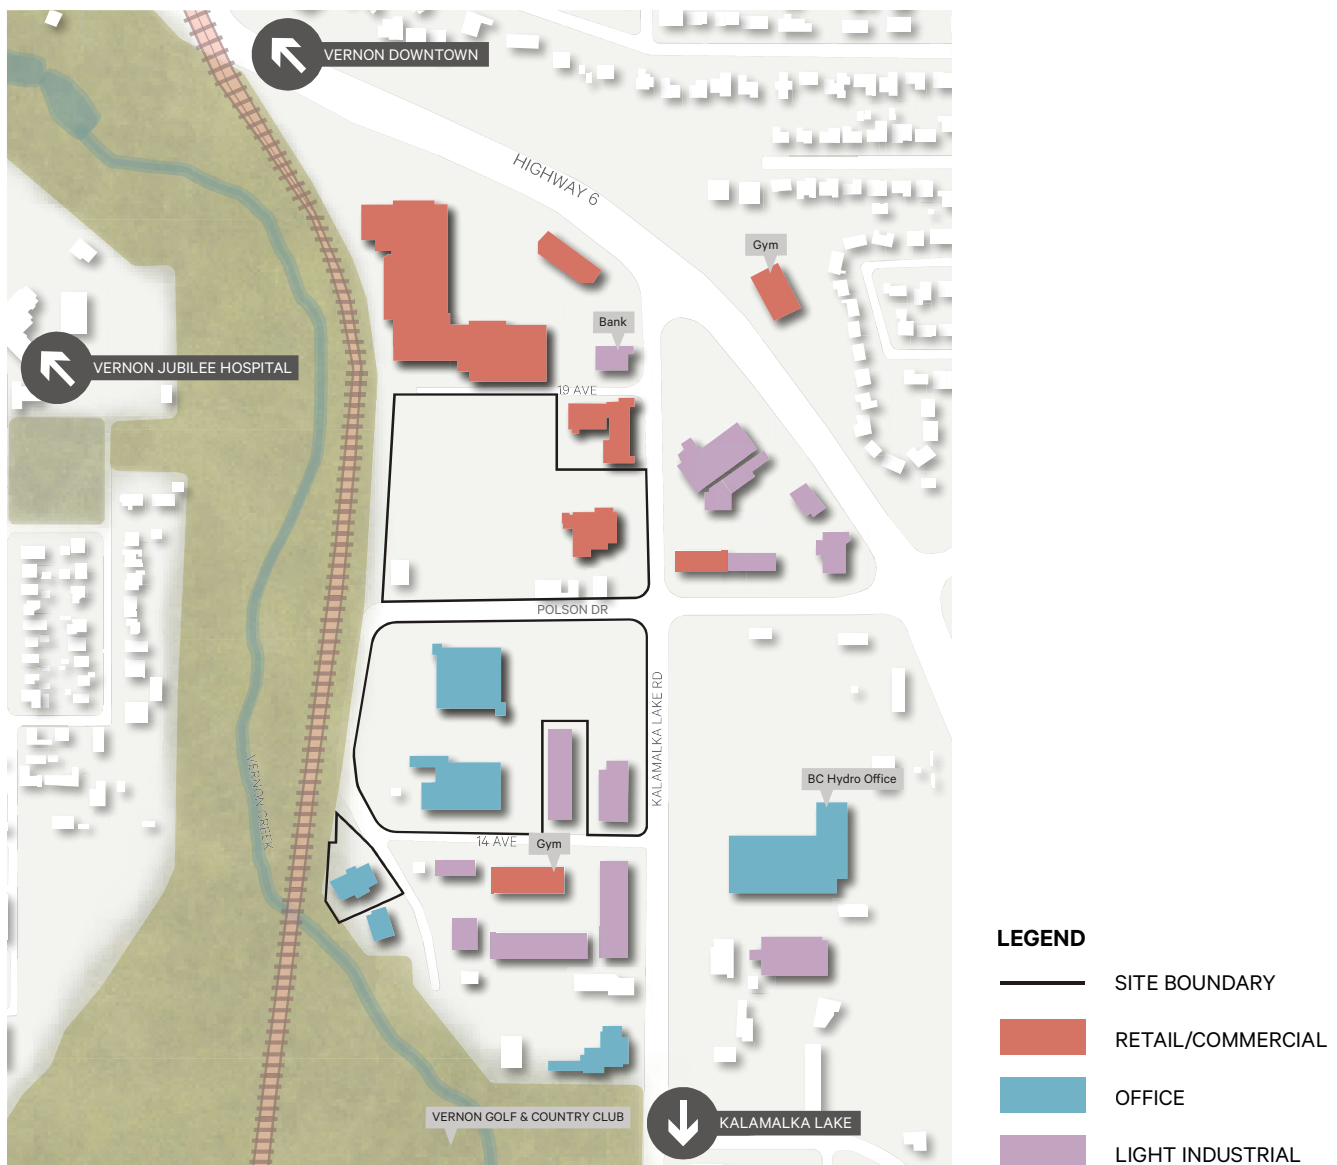 VERNON DOWNTOWN
HIGHWAY 6
Gym
Bank
VERNON JUBILEE HOSPITAL
19 AVE
POLSON DR
KALAMALKA LAKE RD
VERNON CREEK
BC Hydro Office
14 AVE
Gym
VERNON GOLF & COUNTRY CLUB
KALAMALKA LAKE
LEGEND
SITE BOUNDARY
RETAIL/COMMERCIAL
OFFICE
LIGHT INDUSTRIAL